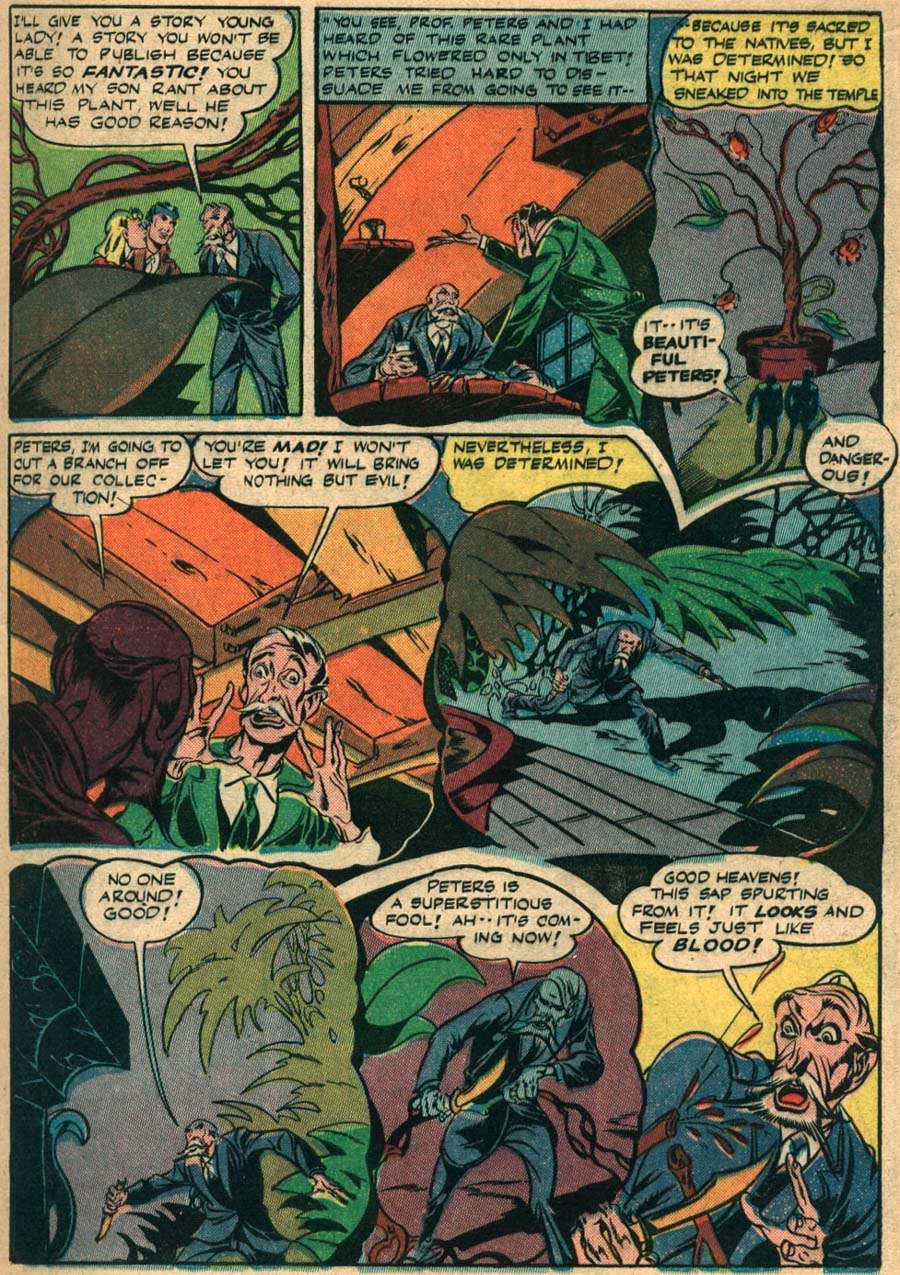 I'LL GIVE YOU A STORY YOUNG
LADY! A STORY YOU WON'T BE
ABLE TO PUBLISH BECAUSE
IT'S SO FANTASTIC! YOU
HEARD MY SON RANT ABOUT
THIS PLANT, WELL HE
HAS GOOD REASON!
"YOU SEE, PROF. PETERS AND I HAD
HEARD OF THIS RARE PLANT
WHICH FLOWERED ONLY IN TIBET!
PETERS TRIED HARD TO DIS-
SUADE ME FROM GOING TO SEE IT--
"BECAUSE IT'S SACRED
TO THE NATIVES, BUT I
WAS DETERMINED! SO
THAT NIGHT WE
SNEAKED INTO THE TEMPLE
IT-- IT'S
BEAUTI-
FUL
PETERS!
AND
DANGER-
OUS!
PETERS, I'M GOING TO
CUT A BRANCH OFF
FOR OUR COLLEC-
TION!
YOU'RE MAD! I WON'T
LET YOU! IT WILL BRING
NOTHING BUT EVIL!
NEVERTHELESS, I
WAS DETERMINED!
NO ONE
AROUND!
GOOD!
PETERS IS
A SUPERSTITIOUS
FOOL! AH-- IT'S COM-
ING NOW!
GOOD HEAVENS!
THIS SAP SPURTING
FROM IT! IT LOOKS AND
FEELS JUST LIKE
BLOOD!